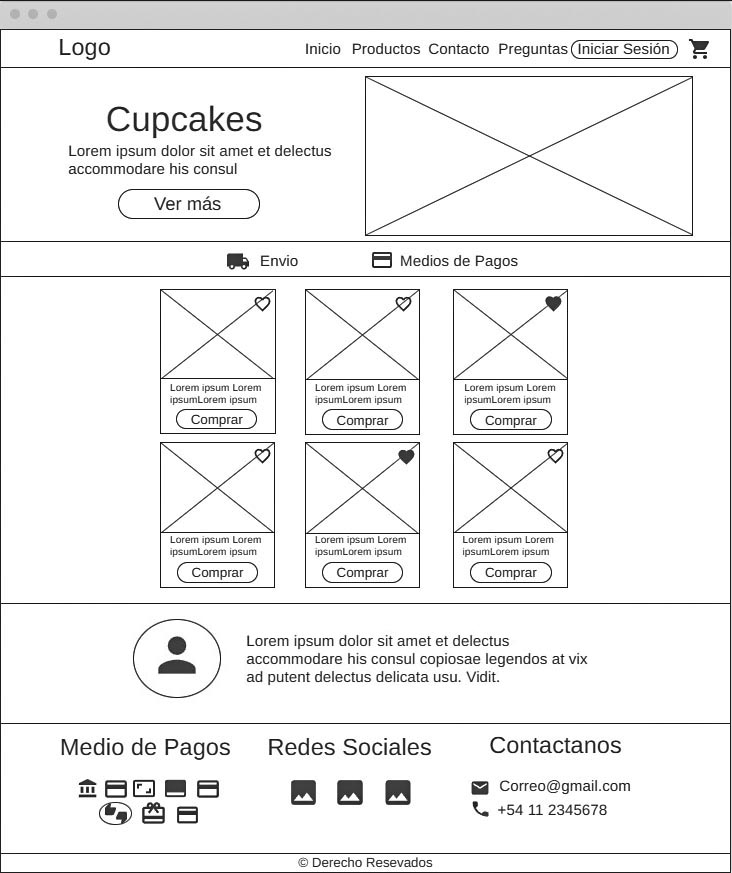 Logo
Inicio Productos Contacto Preguntas Iniciar Sesión
Cupcakes
Lorem ipsum dolor sit amet et delectus
accommodare his consul
Ver más
Envio Medios de Pagos
Lorem ipsum Lorem
ipsumLorem ipsum
Comprar
Lorem ipsum Lorem
ipsumLorem ipsum
Comprar
Lorem ipsum Lorem
ipsumLorem ipsum
Comprar
Lorem ipsum Lorem
ipsumLorem ipsum
Comprar
Lorem ipsum Lorem
ipsumLorem ipsum
Comprar
Lorem ipsum Lorem
ipsumLorem ipsum
Comprar
Lorem ipsum dolor sit amet et delectus
accommodare his consul copiosae legendos at vix
ad putent delectus delicata usu. Vidit.
Medio de Pagos
Redes Sociales
Contactanos
Correo@gmail.com
+54 11 2345678
© Derecho Resevados